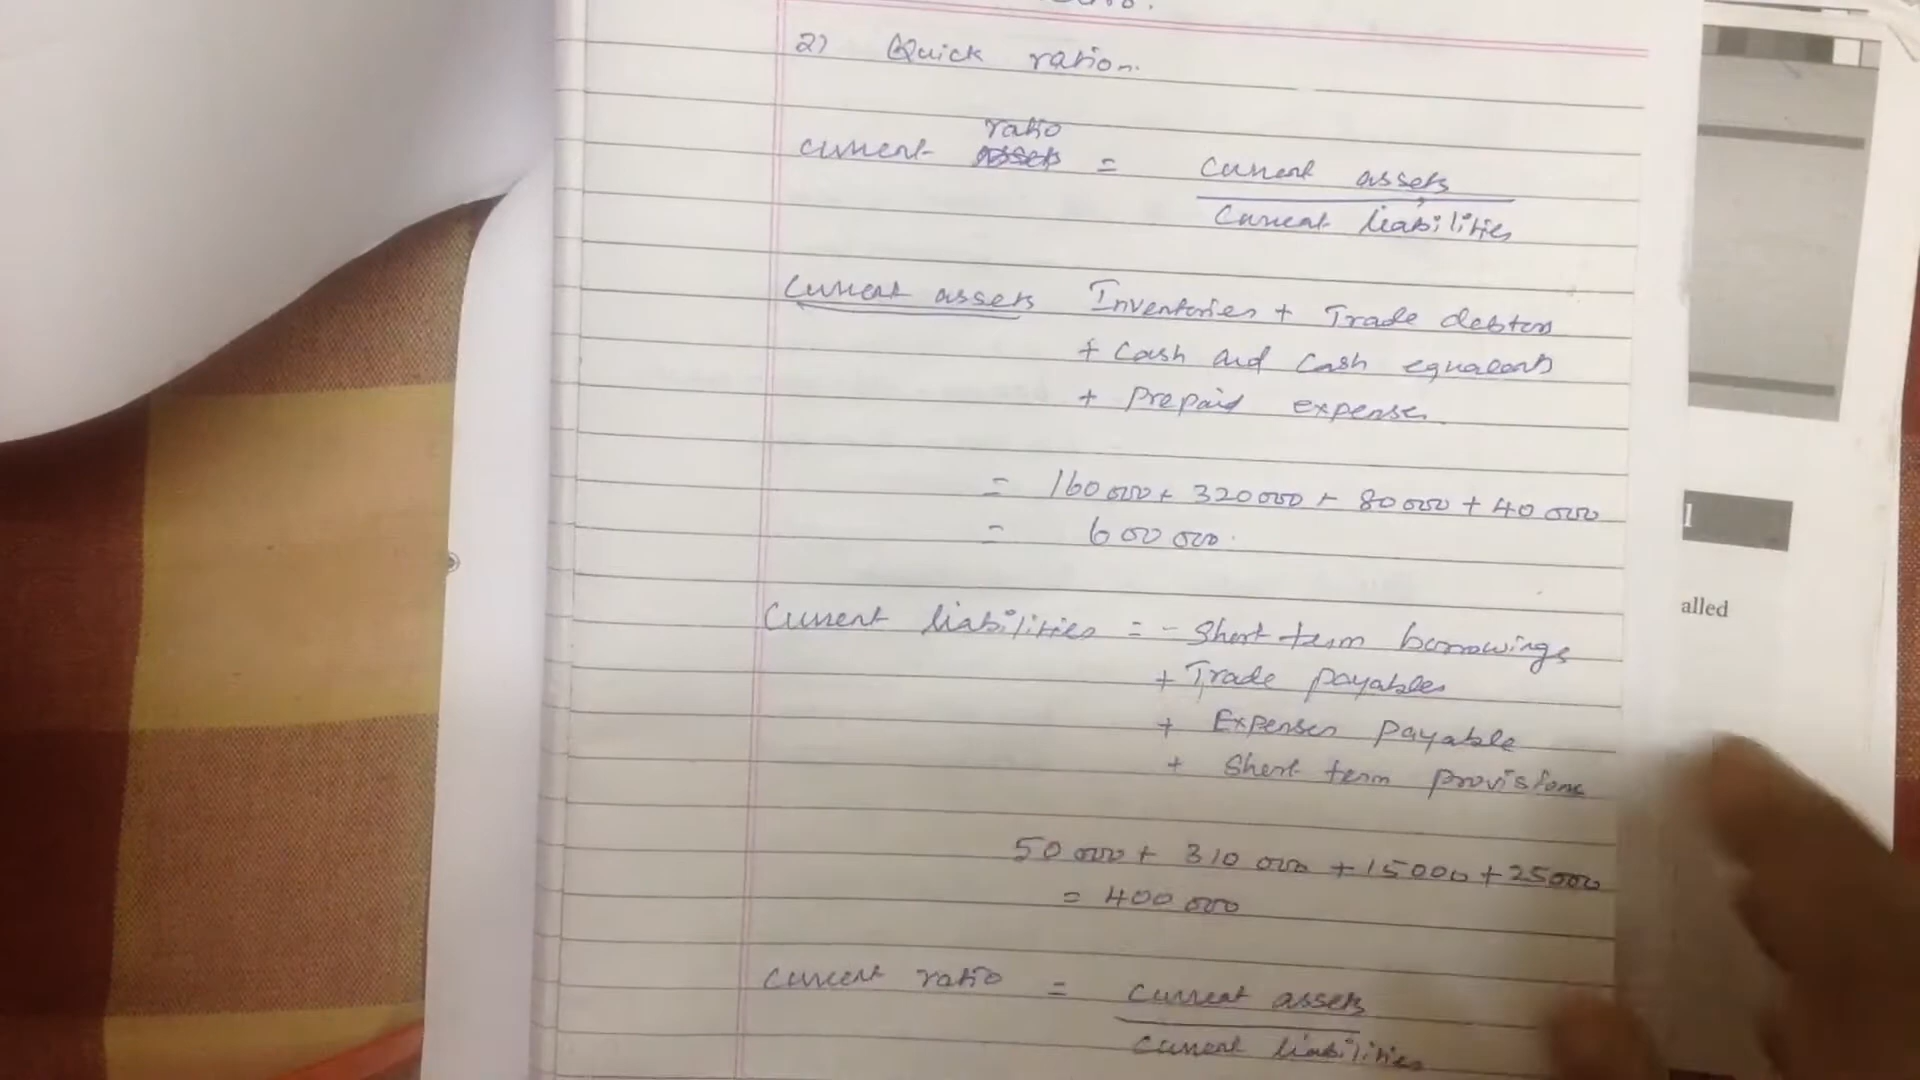 2) Quick ration.
ratio
current assets = Current assets
Current liabilities
Current assets Inventories + Trade debtors
+ Cash and Cash equalents
+ Prepaid expenses
= 160000 + 320000 + 80000 + 40000
= 600000.
Current liabilities = - Short term borrowings
+ Trade payables
+ Expenses payable
+ Short term provisions
50000 + 310000 + 15000 + 25000
= 400000
Current ratio = Current assets
Current liabilities
alled